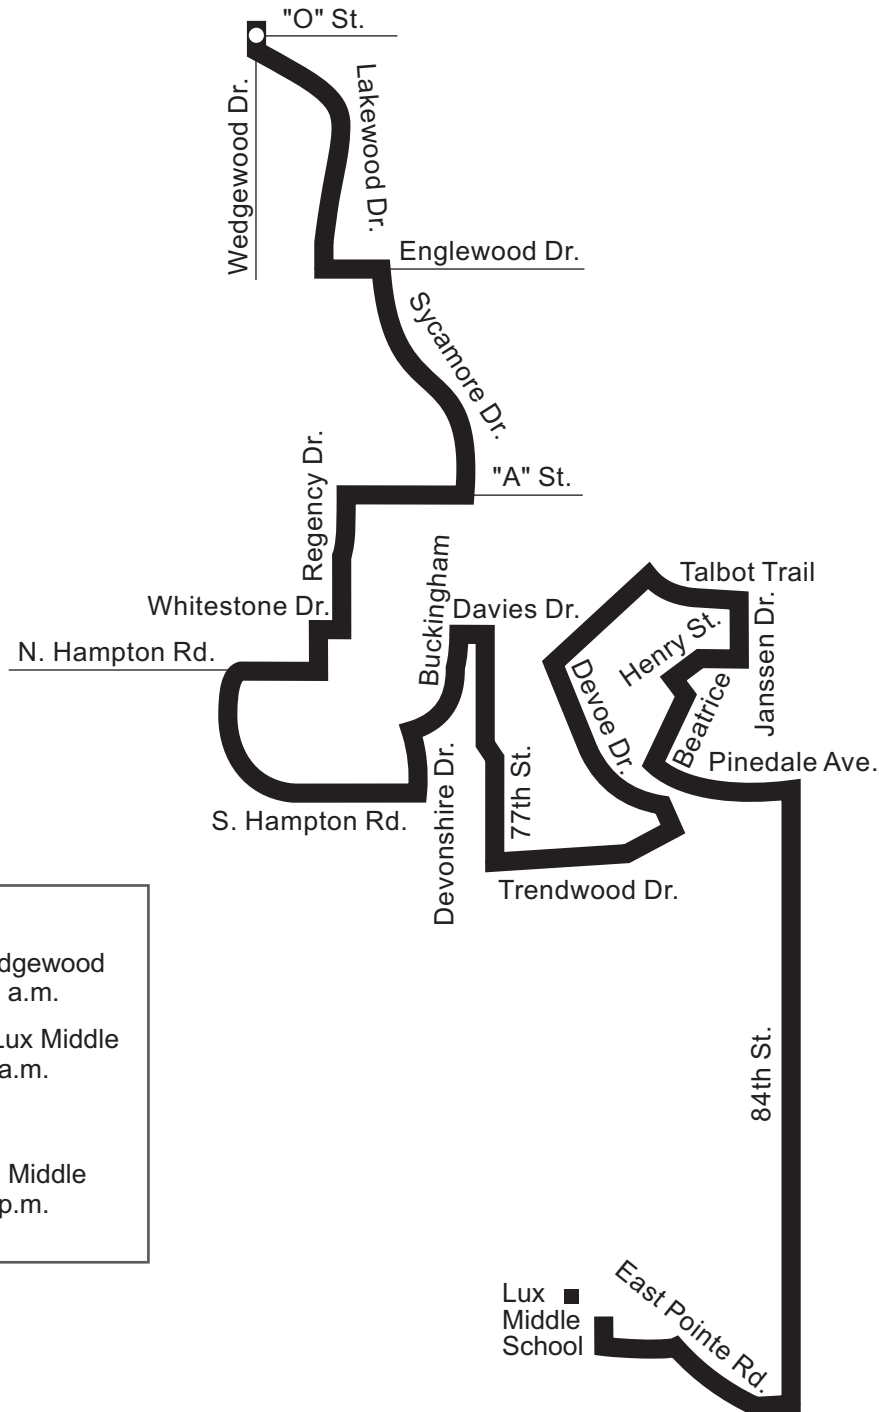 "O" St.
Wedgewood Dr.
Lakewood Dr.
Englewood Dr.
Sycamore Dr.
"A" St.
Regency Dr.
Whitestone Dr.
N. Hampton Rd.
S. Hampton Rd.
Devonshire Dr.
Buckingham
Davies Dr.
77th St.
Trendwood Dr.
Devoe Dr.
Talbot Trail
Janssen Dr.
Henry St.
Beatrice
Pinedale Ave.
84th St.
East Pointe Rd.
Lux
Middle
School
a.m.
Lux Middle
a.m.
Middle
p.m.